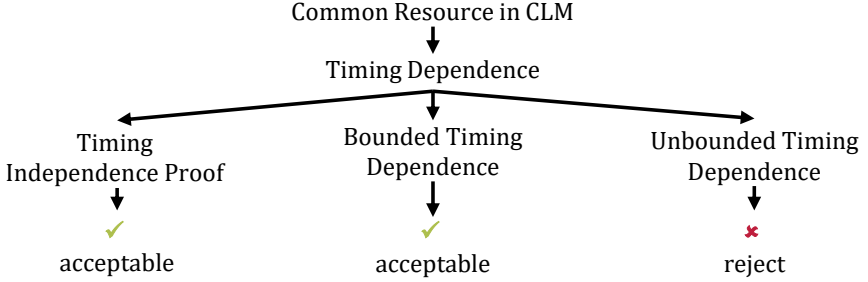 Common Resource in CLM
Timing Dependence
Timing
Independence Proof
Bounded Timing
Dependence
Unbounded Timing
Dependence
✓
acceptable
✓
acceptable
✘
reject